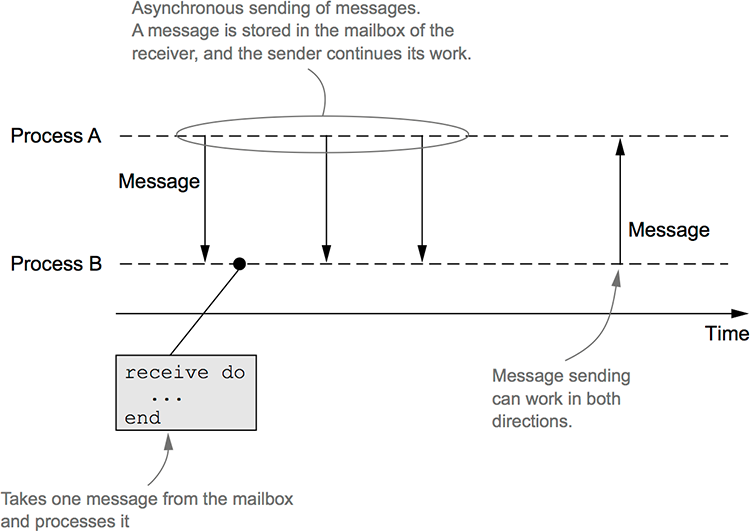 Asynchronous sending of messages.
A message is stored in the mailbox of the
receiver, and the sender continues its work.
Process A
Message
Message
Process B
Time
receive do
...
end
Message sending
can work in both
directions.
Takes one message from the mailbox
and processes it